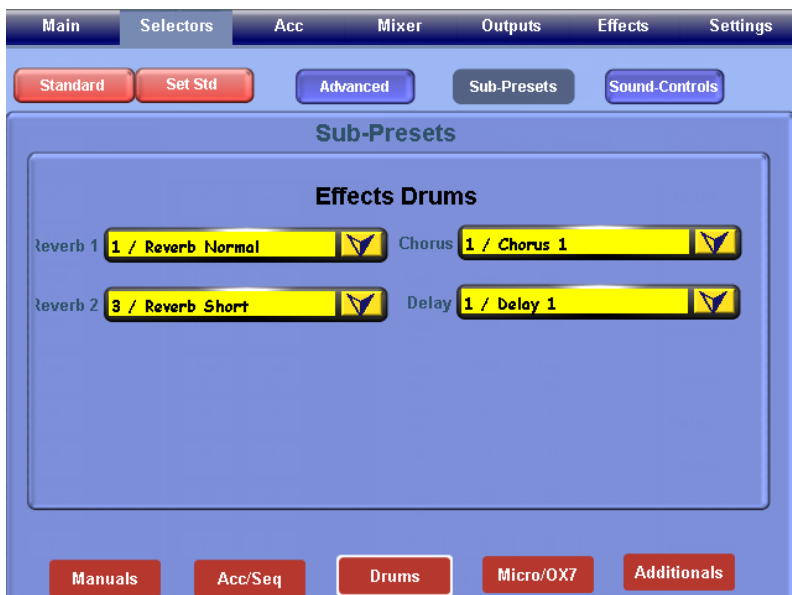 Main Selectors Acc Mixer Outputs Effects Settings
Standard Set Std Advanced Sub-Presets Sound-Controls
Sub-Presets
Effects Drums
Reverb 1 1 / Reverb Normal Chorus 1 / Chorus 1
Reverb 2 3 / Reverb Short Delay 1 / Delay 1
Manuals Acc/Seq Drums Micro/OX7 Additionals